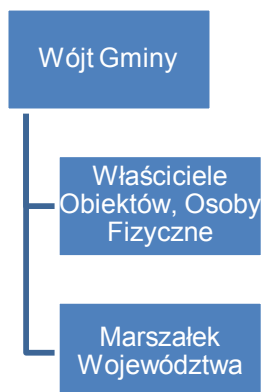 Wójt Gminy
Właściciele
Obiektów, Osoby
Fizyczne
Marszałek
Województwa